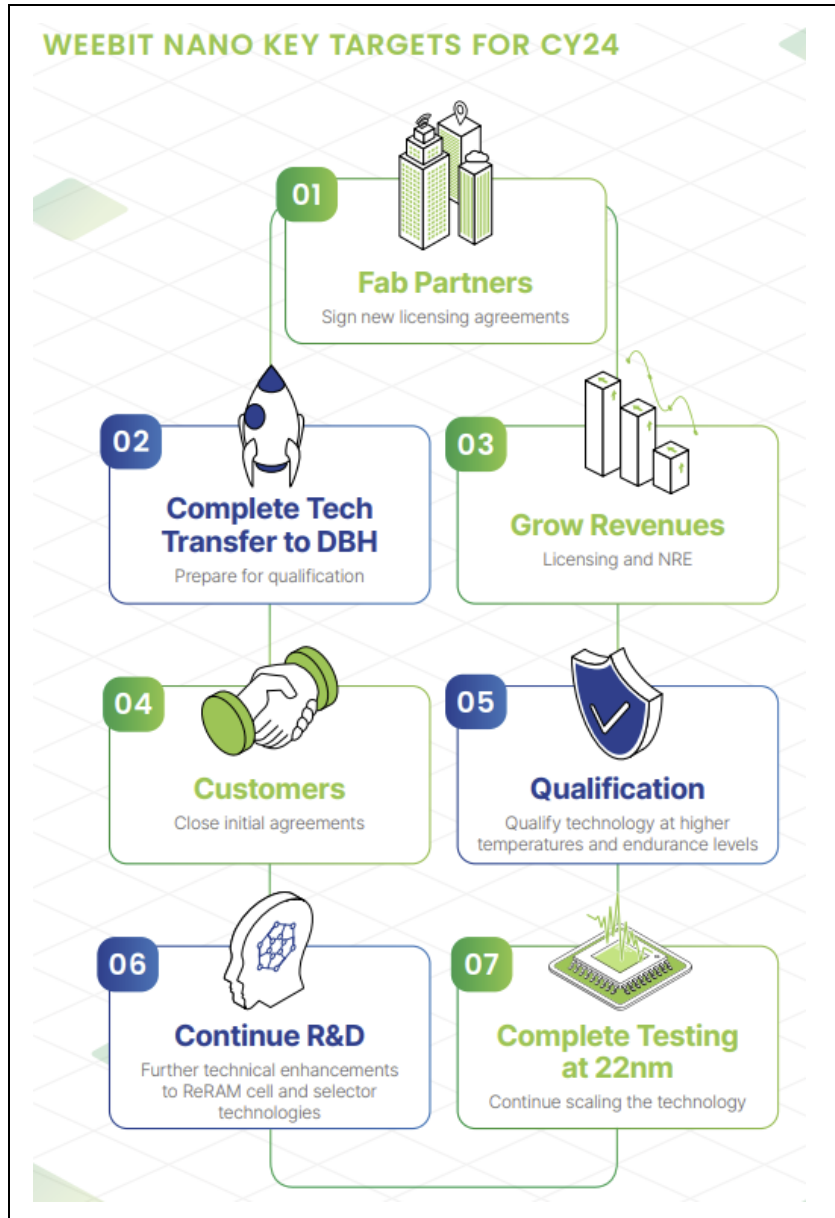 WEEBIT NANO KEY TARGETS FOR CY24
01
Fab Partners
Sign new licensing agreements
02
Complete Tech
Transfer to DBH
Prepare for qualification
03
Grow Revenues
Licensing and NRE
04
Customers
Close initial agreements
05
Qualification
Qualify technology at higher
temperatures and endurance levels
06
Continue R&D
Further technical enhancements
to ReRAM cell and selector
technologies
07
Complete Testing
at 22nm
Continue scaling the technology